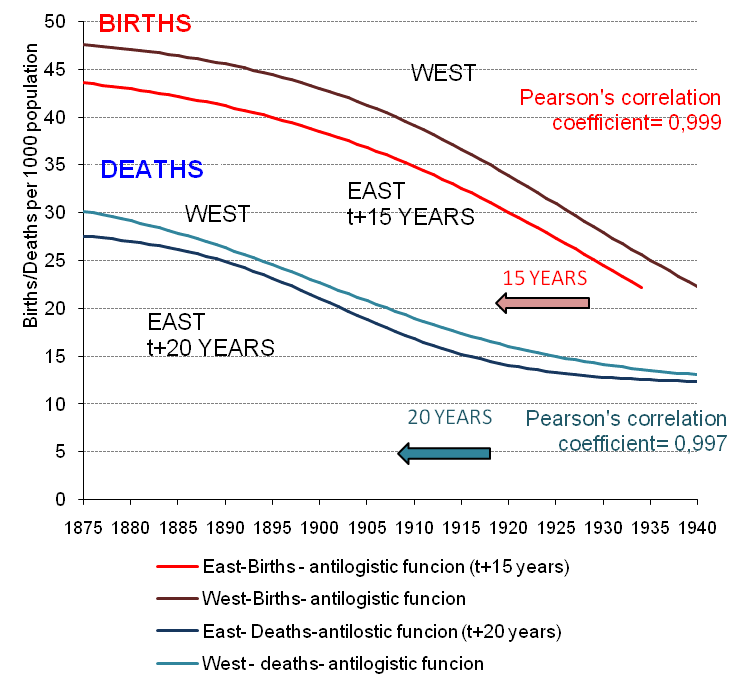 BIRTHS
WEST
Pearson's correlation
coefficient= 0,999
DEATHS
WEST
EAST
t+15 YEARS
15 YEARS
EAST
t+20 YEARS
20 YEARS
Pearson's correlation
coefficient= 0,997
Births/Deaths per 1000 population
50
45
40
35
30
25
20
15
10
5
0
1875 1880 1885 1890 1895 1900 1905 1910 1915 1920 1925 1930 1935 1940
East-Births - antilogistic funcion (t+15 years)
West-Births- antilogistic funcion
East- Deaths-antilostic funcion (t+20 years)
West - deaths- antilogistic funcion